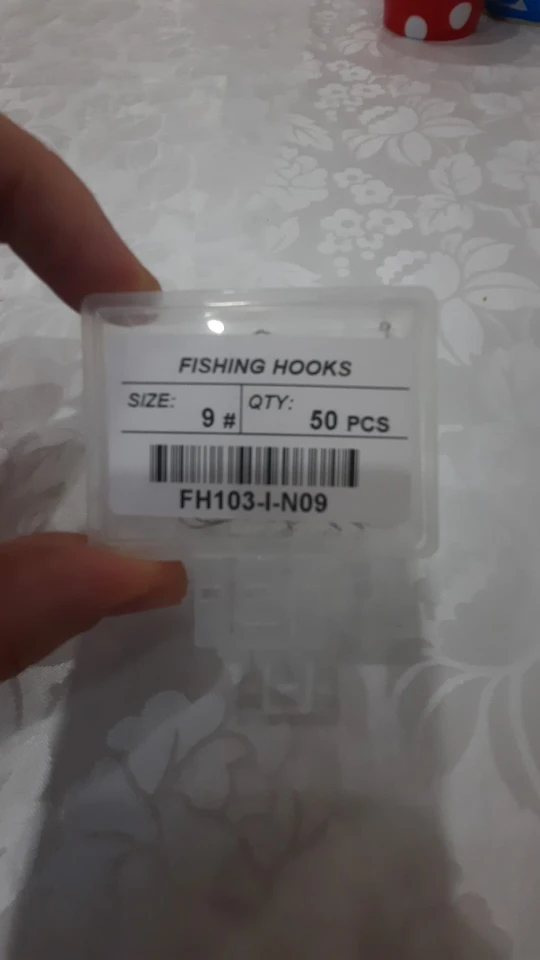 FISHING HOOKS
SIZE: 9 # QTY: 50 PCS
FH103-I-N09